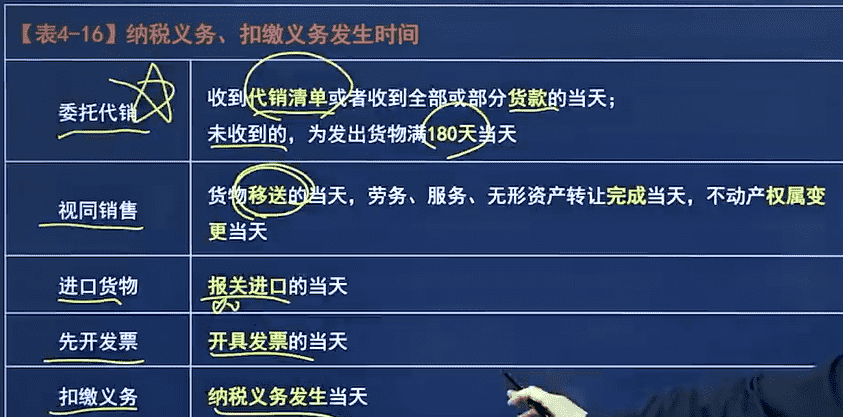 【表4-16】纳税义务、扣缴义务发生时间
委托代销
收到代销清单或者收到全部或部分货款的当天；
未收到的，为发出货物满180天当天
视同销售
货物移送的当天，劳务、服务、无形资产转让完成当天，不动产权属变
更当天
进口货物
报关进口的当天
先开发票
开具发票的当天
扣缴义务
纳税义务发生当天